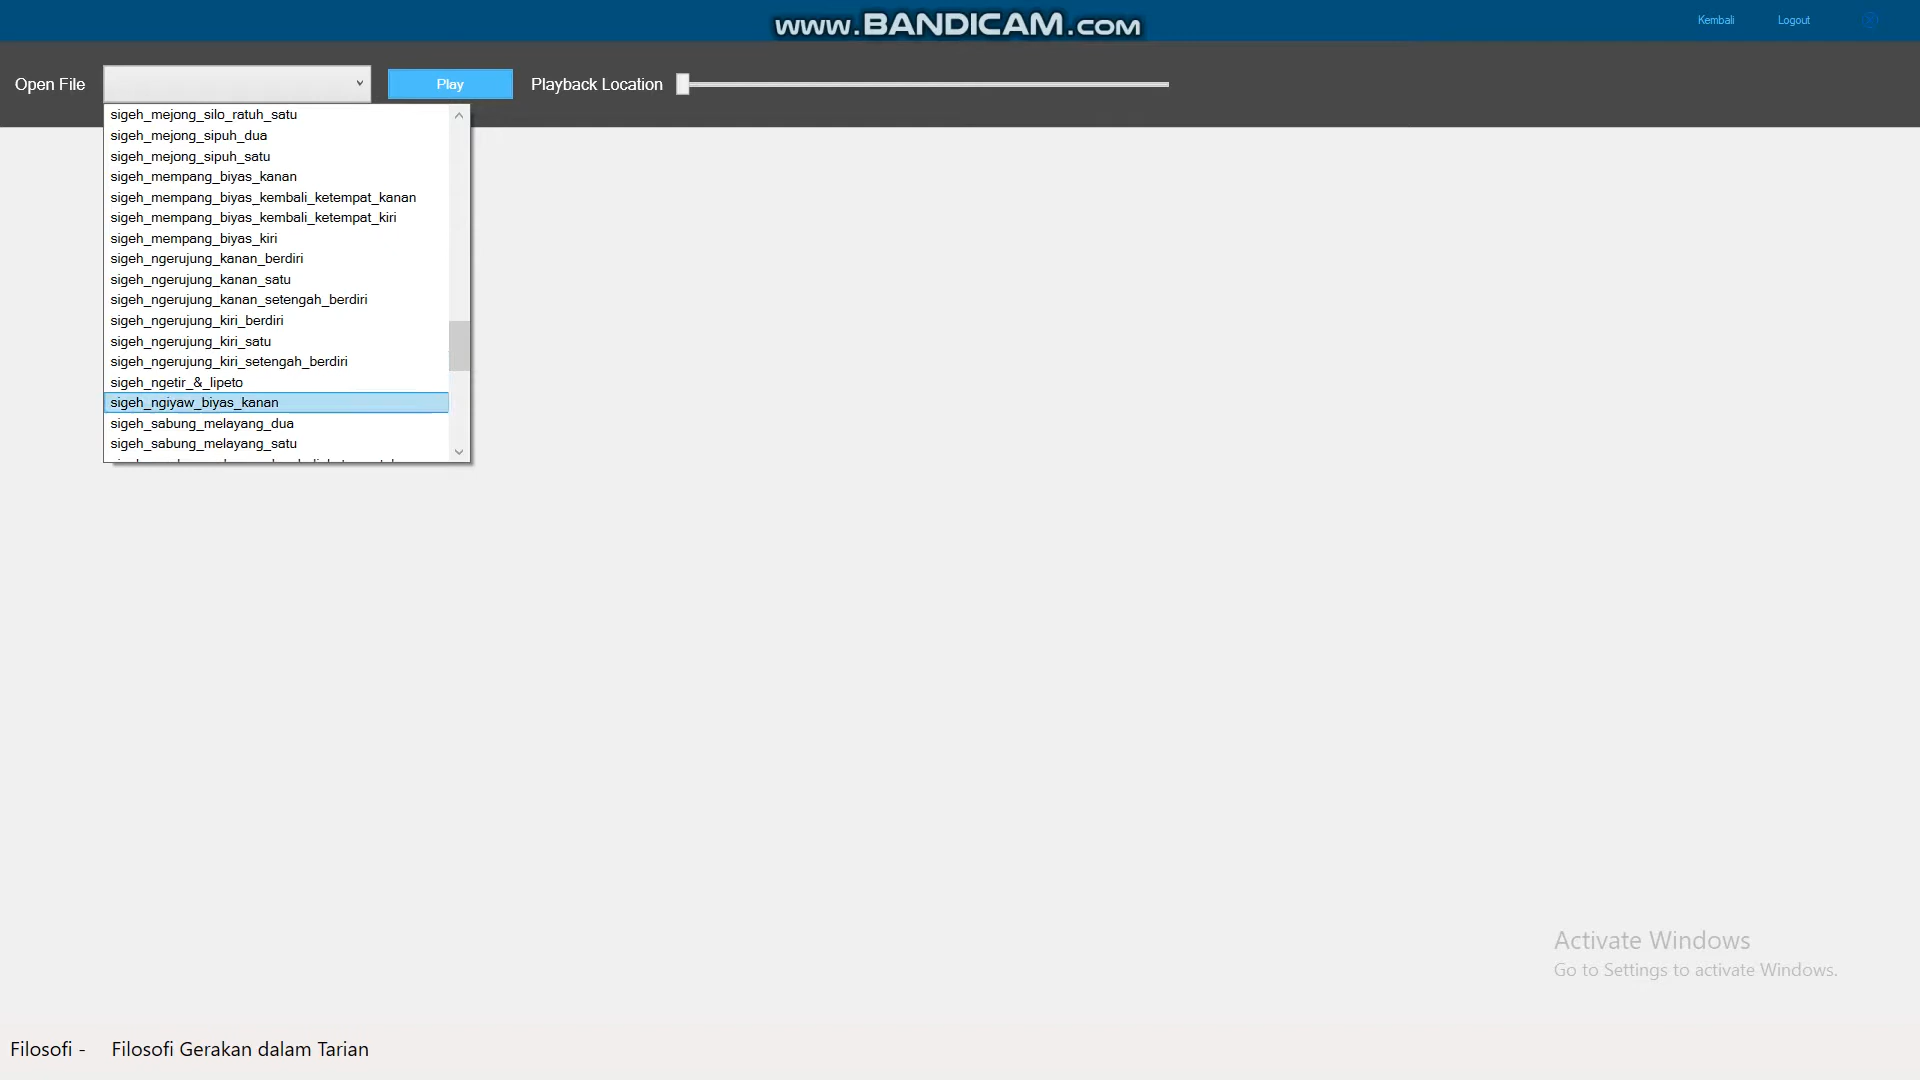 www.BANDICAM.com
Kembali Logout
Open File Play Playback Location
sigeh_mejong_silo_ratuh_satu
sigeh_mejong_sipuh_dua
sigeh_mejong_sipuh_satu
sigeh_mempang_biyas_kanan
sigeh_mempang_biyas_kembali_ketempat_kanan
sigeh_mempang_biyas_kembali_ketempat_kiri
sigeh_mempang_biyas_kiri
sigeh_ngerujung_kanan_berdiri
sigeh_ngerujung_kanan_satu
sigeh_ngerujung_kanan_setengah_berdiri
sigeh_ngerujung_kiri_berdiri
sigeh_ngerujung_kiri_satu
sigeh_ngerujung_kiri_setengah_berdiri
sigeh_ngetir_&_lipeto
sigeh_ngiyaw_biyas_kanan
sigeh_sabung_melayang_dua
sigeh_sabung_melayang_satu
Activate Windows
Go to Settings to activate Windows.
Filosofi - Filosofi Gerakan dalam Tarian